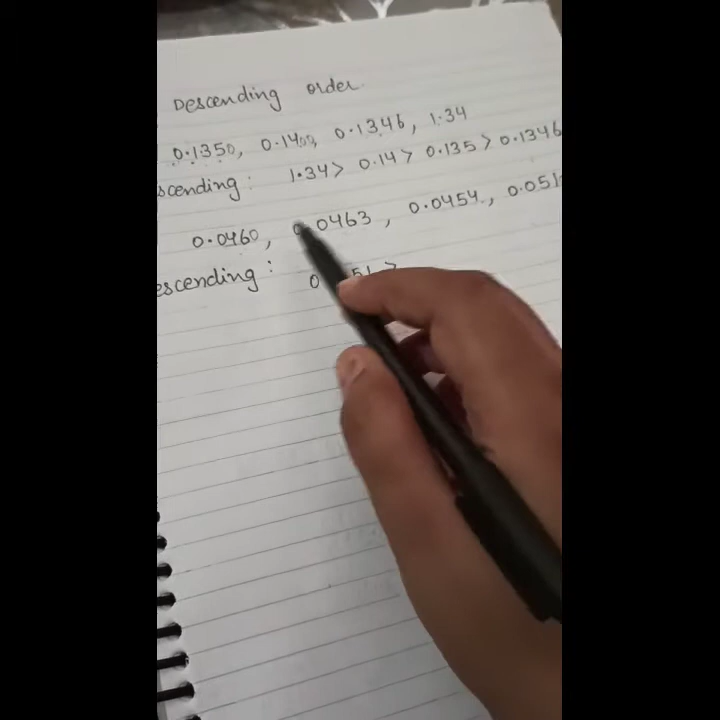 Descending order
0.1350, 0.1400, 0.1346, 1.34
scending: 1.34> 0.14> 0.135> 0.1346
0.0460, 0.0463, 0.0454, 0.051
escending: